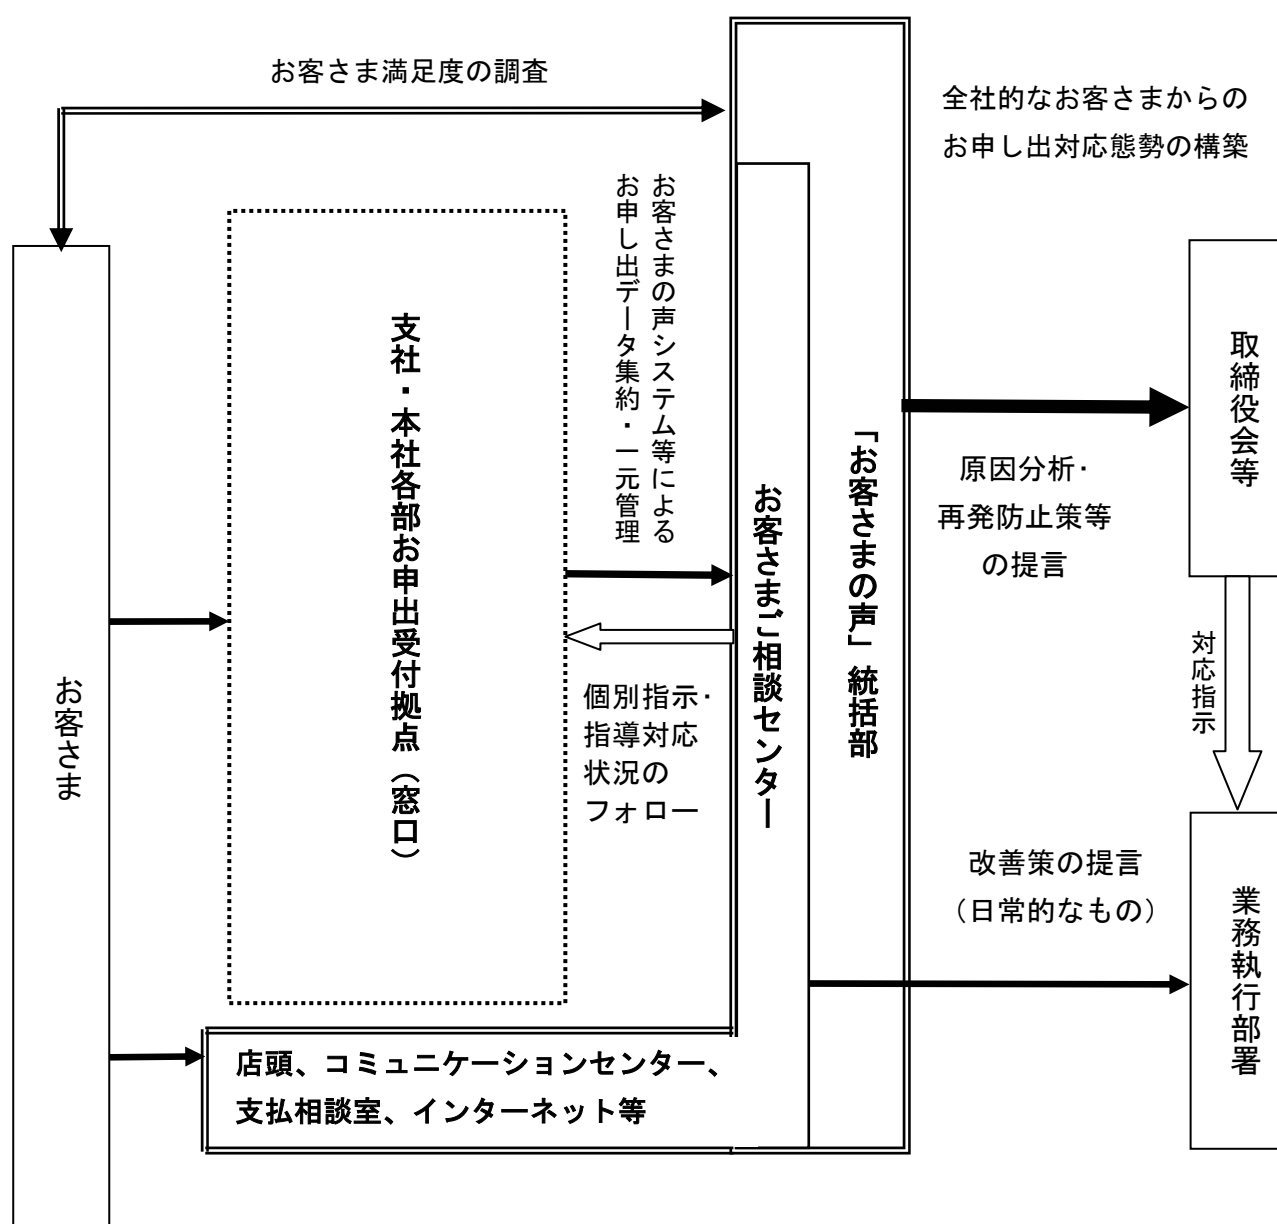 お客さま満足度の調査
全社的なお客さまからの
お申し出対応態勢の構築
お客さまの声システム等による
お申し出データ集約・一元管理
支社・本社各部お申出受付拠点（窓口）
お客さま
個別指示・
指導対応
状況の
フォロー
お客さまご相談センター
「お客さまの声」統括部
原因分析・
再発防止策等
の提言
取締役会等
対応指示
改善策の提言
（日常的なもの）
業務執行部署
店頭、コミュニケーションセンター、
支払相談室、インターネット等